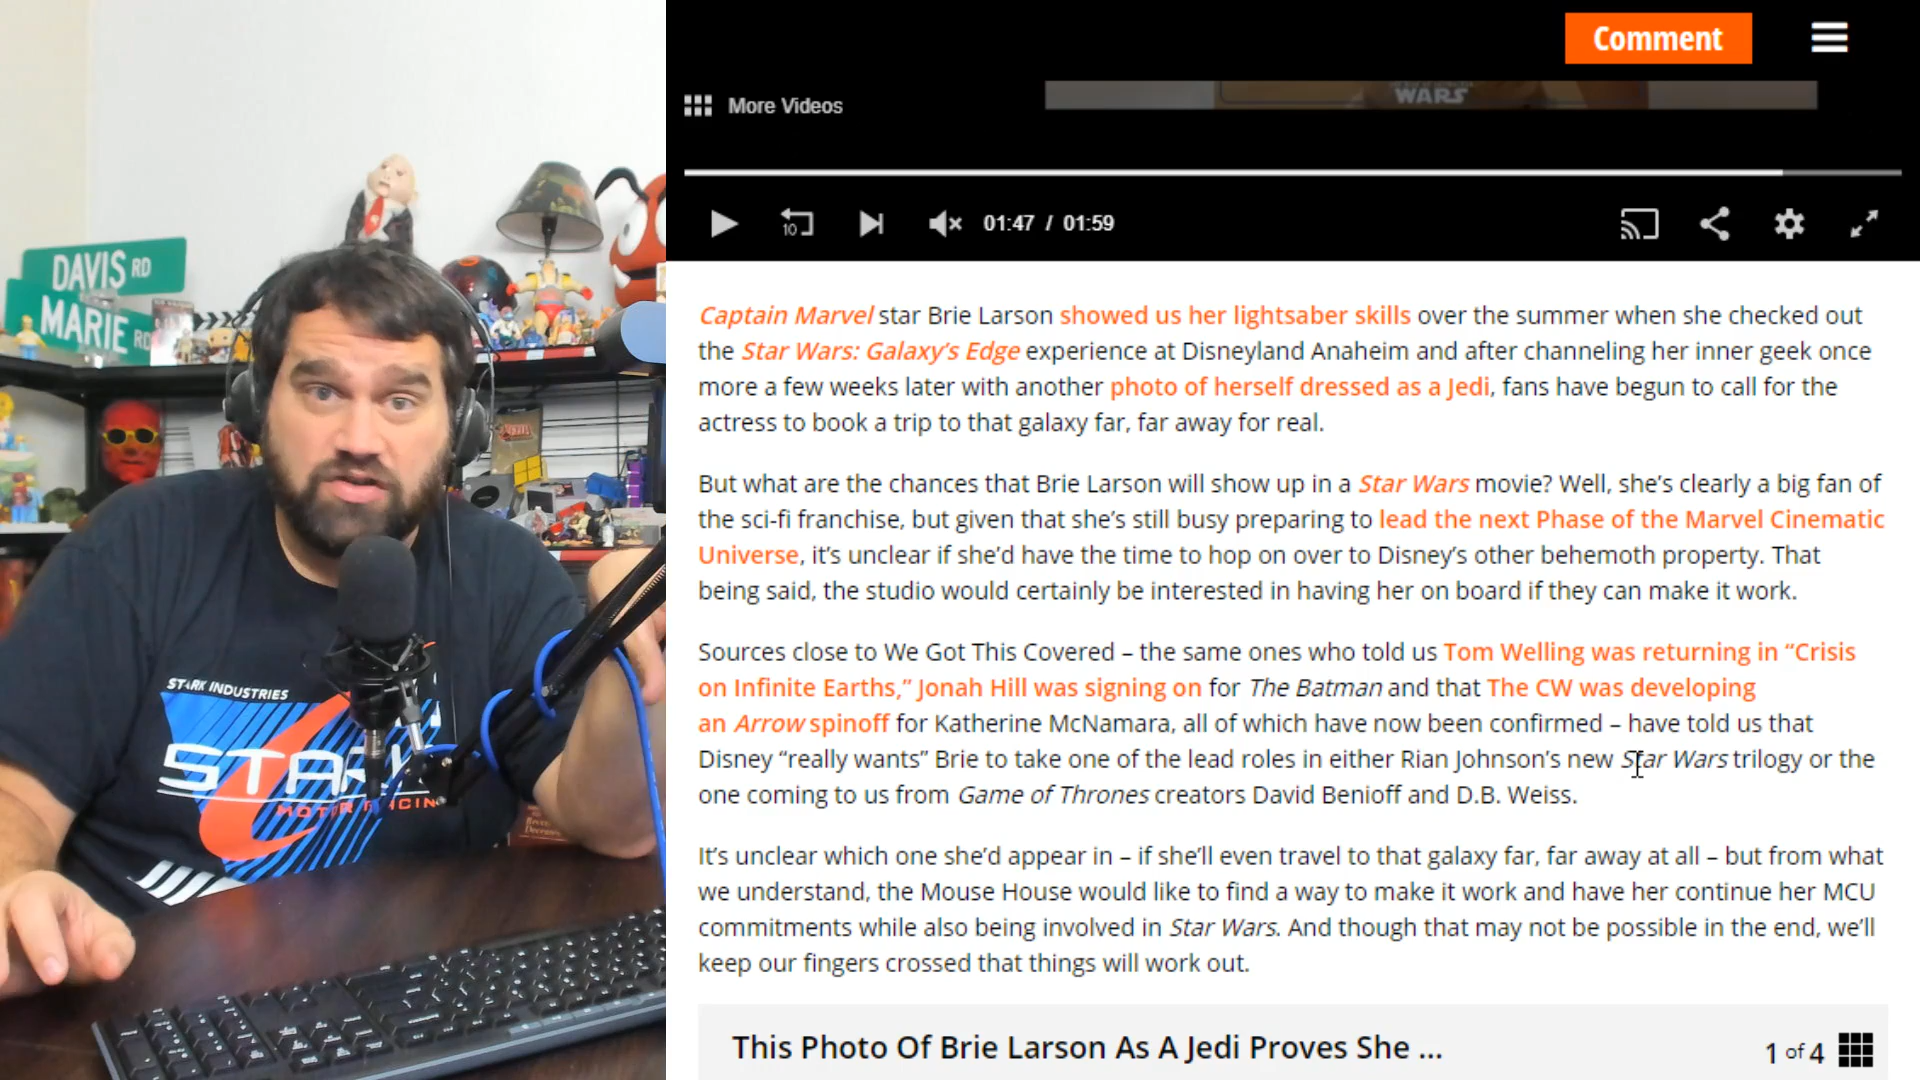 Comment
WARS
More Videos
10
01:47 / 01:59
DAVIS RD
MARIE RD
STARK INDUSTRIES
STARK
Captain Marvel star Brie Larson showed us her lightsaber skills over the summer when she checked out
the Star Wars: Galaxy's Edge experience at Disneyland Anaheim and after channeling her inner geek once
more a few weeks later with another photo of herself dressed as a Jedi, fans have begun to call for the
actress to book a trip to that galaxy far, far away for real.
But what are the chances that Brie Larson will show up in a Star Wars movie? Well, she's clearly a big fan of
the sci-fi franchise, but given that she's still busy preparing to lead the next Phase of the Marvel Cinematic
Universe, it's unclear if she'd have the time to hop on over to Disney's other behemoth property. That
being said, the studio would certainly be interested in having her on board if they can make it work.
Sources close to We Got This Covered – the same ones who told us Tom Welling was returning in “Crisis
on Infinite Earths,” Jonah Hill was signing on for The Batman and that The CW was developing
an Arrow spinoff for Katherine McNamara, all of which have now been confirmed – have told us that
Disney “really wants” Brie to take one of the lead roles in either Rian Johnson's new Star Wars trilogy or the
one coming to us from Game of Thrones creators David Benioff and D.B. Weiss.
It's unclear which one she'd appear in – if she'll even travel to that galaxy far, far away at all – but from what
we understand, the Mouse House would like to find a way to make it work and have her continue her MCU
commitments while also being involved in Star Wars. And though that may not be possible in the end, we'll
keep our fingers crossed that things will work out.
This Photo Of Brie Larson As A Jedi Proves She ...
1 of 4